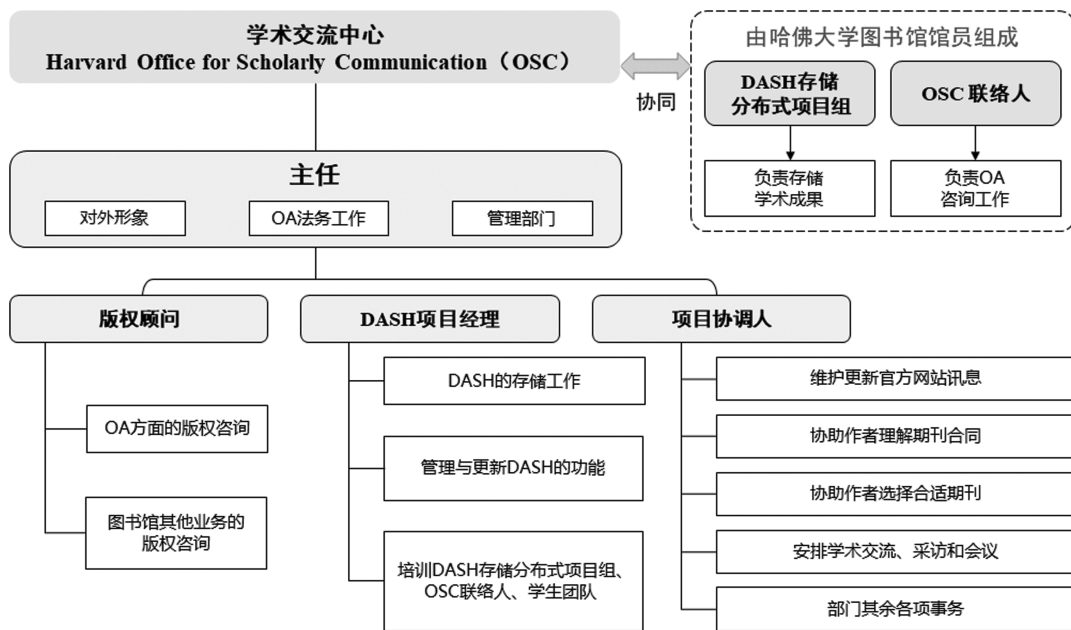 学术交流中心
Harvard Office for Scholarly Communication（OSC）
协同
由哈佛大学图书馆馆员组成
DASH存储
分布式项目组
OSC 联络人
负责存储
学术成果
负责OA
咨询工作
主任
对外形象
OA法务工作
管理部门
版权顾问
DASH项目经理
项目协调人
OA方面的版权咨询
图书馆其他业务的
版权咨询
DASH的存储工作
管理与更新DASH的功能
培训DASH存储分布式项目组、
OSC联络人、学生团队
维护更新官方网站讯息
协助作者理解期刊合同
协助作者选择合适期刊
安排学术交流、采访和会议
部门其余各项事务